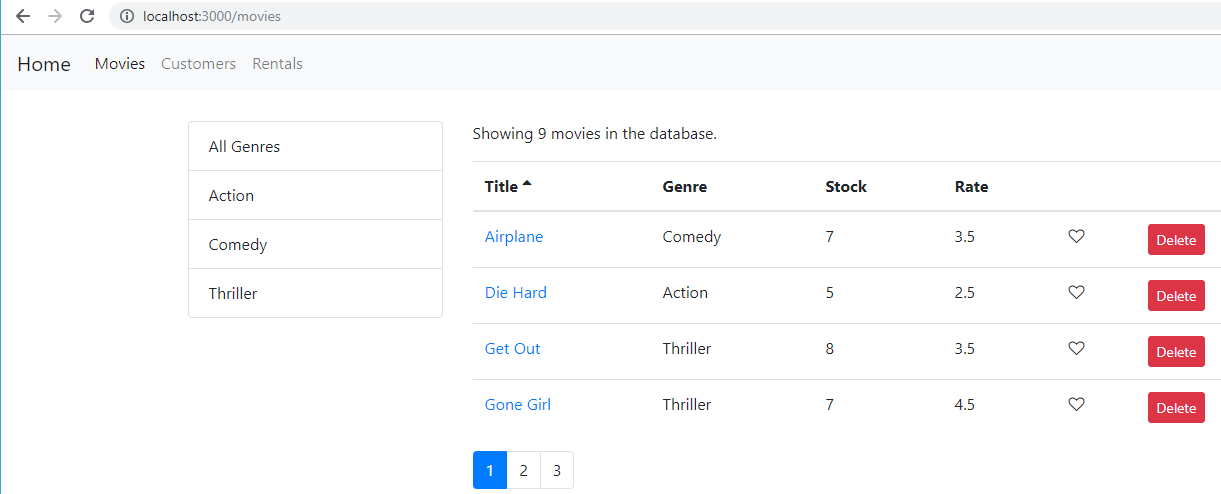 localhost:3000/movies
Home Movies Customers Rentals
All Genres
Action
Comedy
Thriller
Showing 9 movies in the database.
Title Genre Stock Rate
Airplane Comedy 7 3.5 Delete
Die Hard Action 5 2.5 Delete
Get Out Thriller 8 3.5 Delete
Gone Girl Thriller 7 4.5 Delete
1 2 3